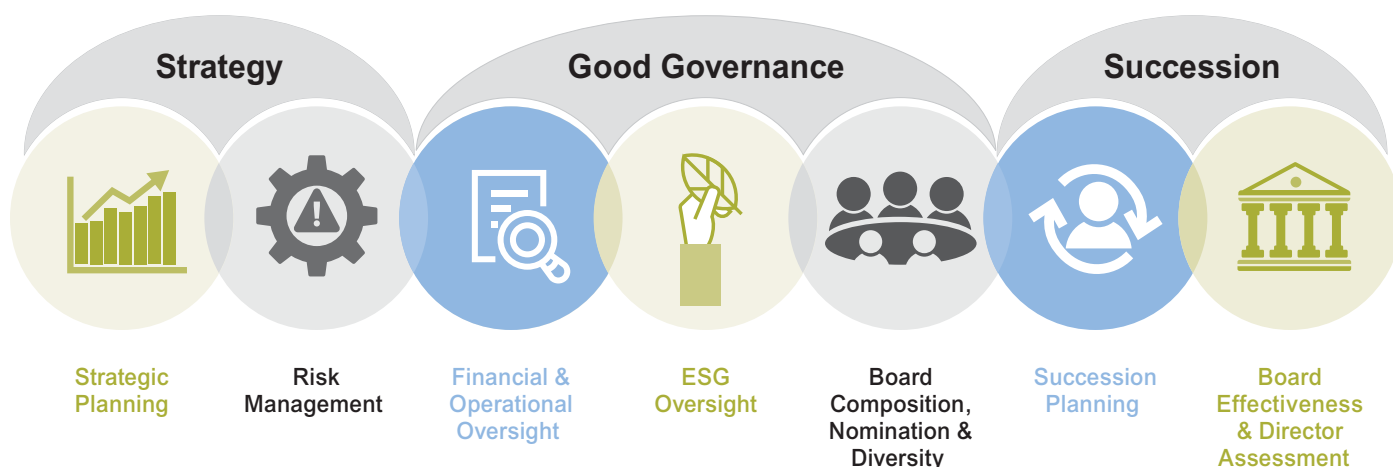 Strategy
Good Governance
Succession
Strategic
Planning
Risk
Management
Financial &
Operational
Oversight
ESG
Oversight
Board
Composition,
Nomination &
Diversity
Succession
Planning
Board
Effectiveness
& Director
Assessment